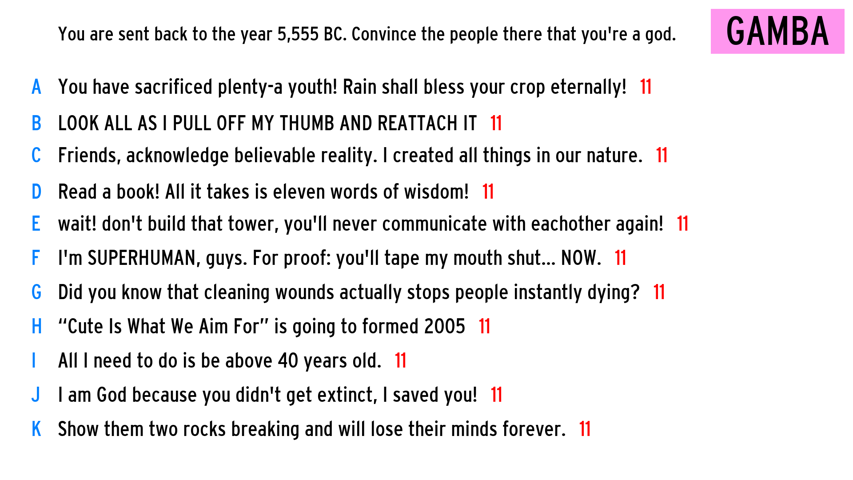 You are sent back to the year 5,555 BC. Convince the people there that you're a god.
GAMBA
A You have sacrificed plenty-a youth! Rain shall bless your crop eternally! 11
B LOOK ALL AS I PULL OFF MY THUMB AND REATTACH IT 11
C Friends, acknowledge believable reality. I created all things in our nature. 11
D Read a book! All it takes is eleven words of wisdom! 11
E wait! don't build that tower, you'll never communicate with eachother again! 11
F I'm SUPERHUMAN, guys. For proof: you'll tape my mouth shut... NOW. 11
G Did you know that cleaning wounds actually stops people instantly dying? 11
H “Cute Is What We Aim For” is going to formed 2005 11
I All I need to do is be above 40 years old. 11
J I am God because you didn't get extinct, I saved you! 11
K Show them two rocks breaking and will lose their minds forever. 11